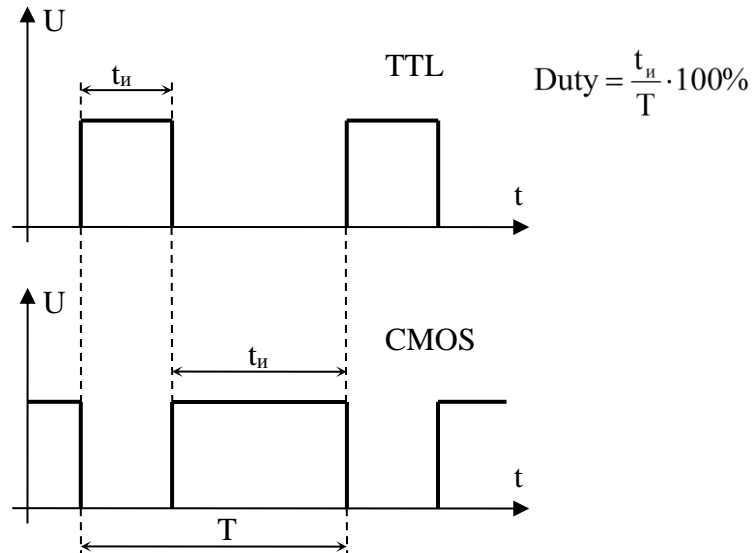 U
tи
TTL
Duty = tи/T · 100%
t
U
tи
CMOS
t
T